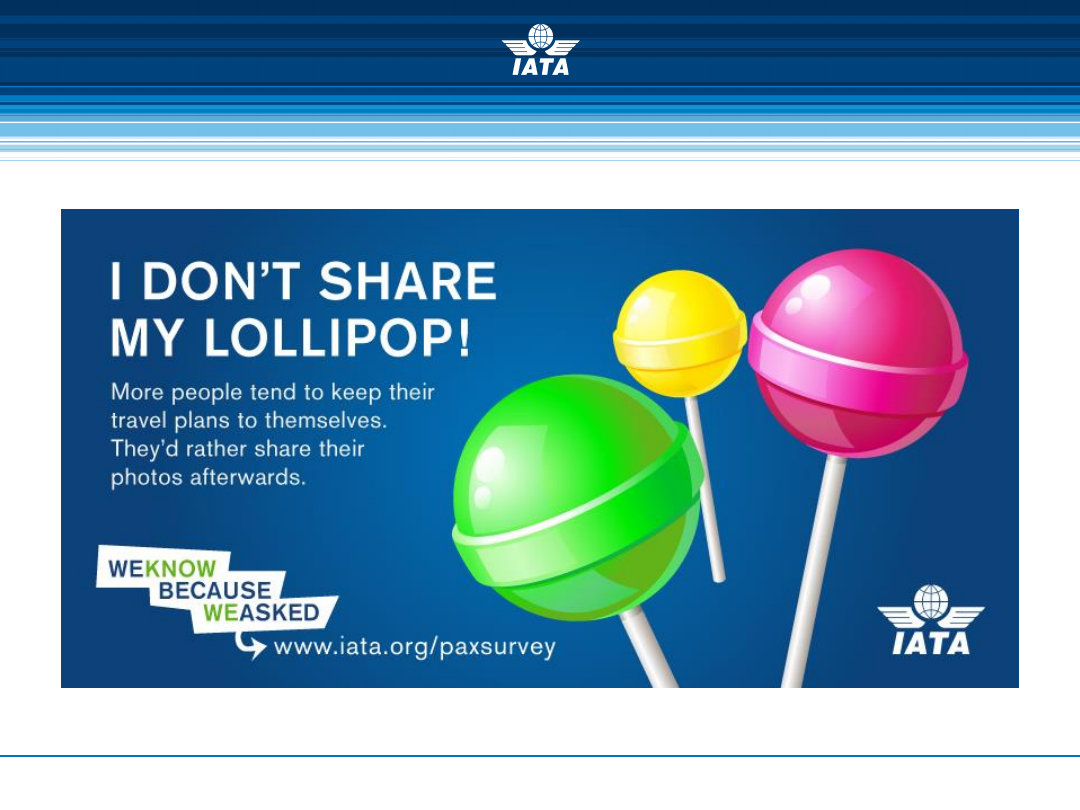 IATA
I DON'T SHARE
MY LOLLIPOP!
More people tend to keep their
travel plans to themselves.
They'd rather share their
photos afterwards.
WEKNOW
BECAUSE
WEASKED
www.iata.org/paxsurvey
IATA